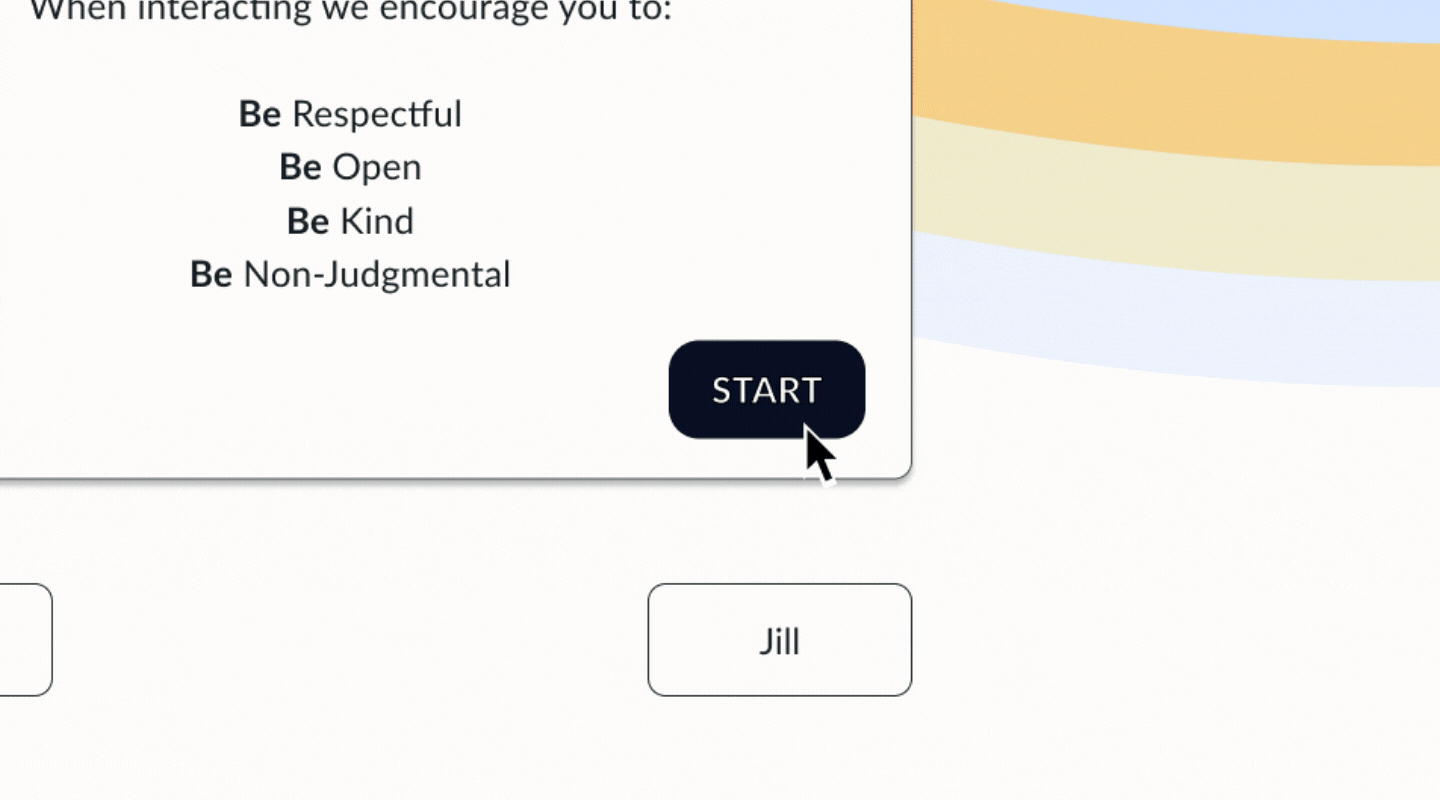 When interacting we encourage you to:
Be Respectful
Be Open
Be Kind
Be Non-Judgmental
START
Jill